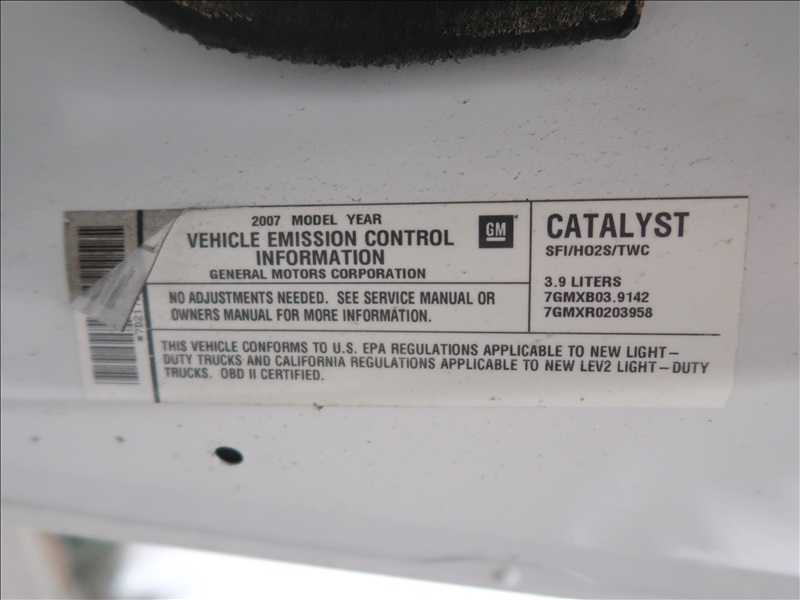 2007 MODEL YEAR
VEHICLE EMISSION CONTROL
INFORMATION
GENERAL MOTORS CORPORATION
GM
NO ADJUSTMENTS NEEDED. SEE SERVICE MANUAL OR
OWNERS MANUAL FOR MORE INFORMATION.
CATALYST
SFI/HO2S/TWC
3.9 LITERS
7GMXB03.9142
7GMXR0203958
THIS VEHICLE CONFORMS TO U.S. EPA REGULATIONS APPLICABLE TO NEW LIGHT-
DUTY TRUCKS AND CALIFORNIA REGULATIONS APPLICABLE TO NEW LEV2 LIGHT-DUTY
TRUCKS. OBD II CERTIFIED.